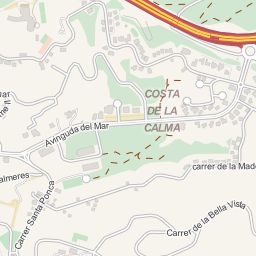 COSTA
DE LA
CALMA
Avinguda del Mar
carrer de la Made
almeres
Carrer Santa Ponça
Carrer de la Bella Vista